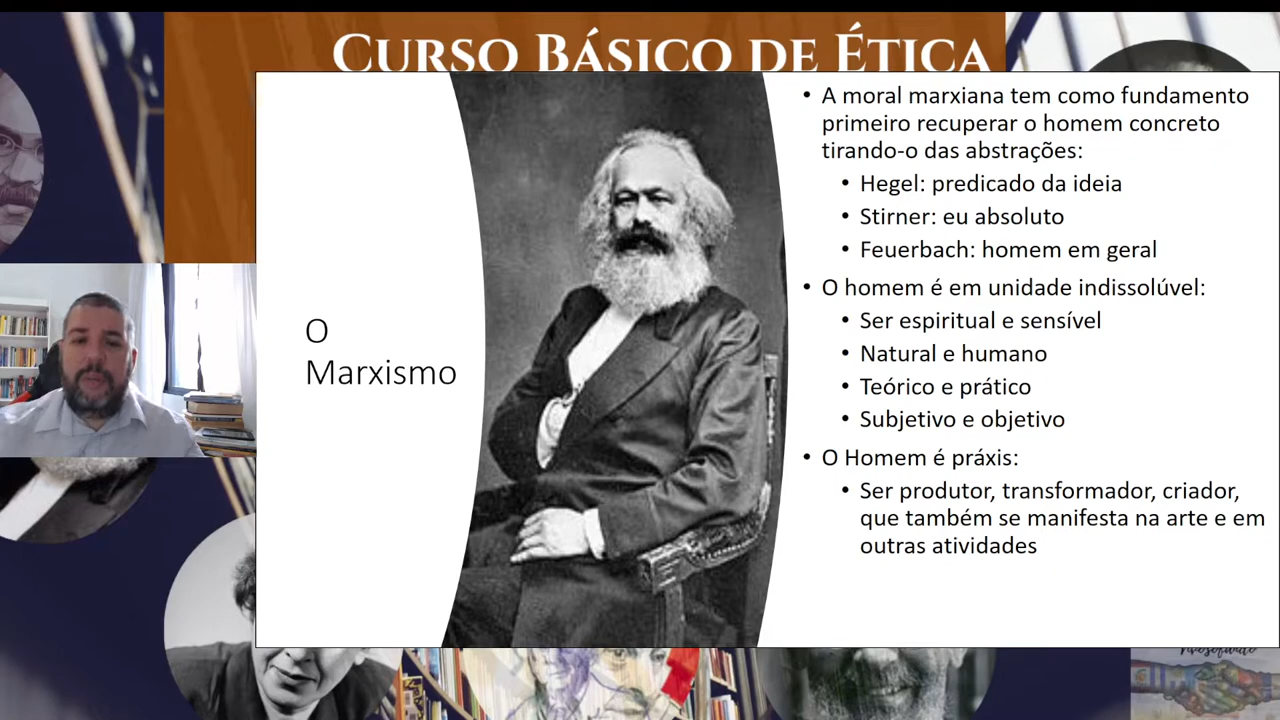 CURSO BÁSICO DE ÉTICA
O
Marxismo
• A moral marxiana tem como fundamento
primeiro recuperar o homem concreto
tirando-o das abstrações:
• Hegel: predicado da ideia
• Stirner: eu absoluto
• Feuerbach: homem em geral
• O homem é em unidade indissolúvel:
• Ser espiritual e sensível
• Natural e humano
• Teórico e prático
• Subjetivo e objetivo
• O Homem é práxis:
• Ser produtor, transformador, criador,
que também se manifesta na arte e em
outras atividades